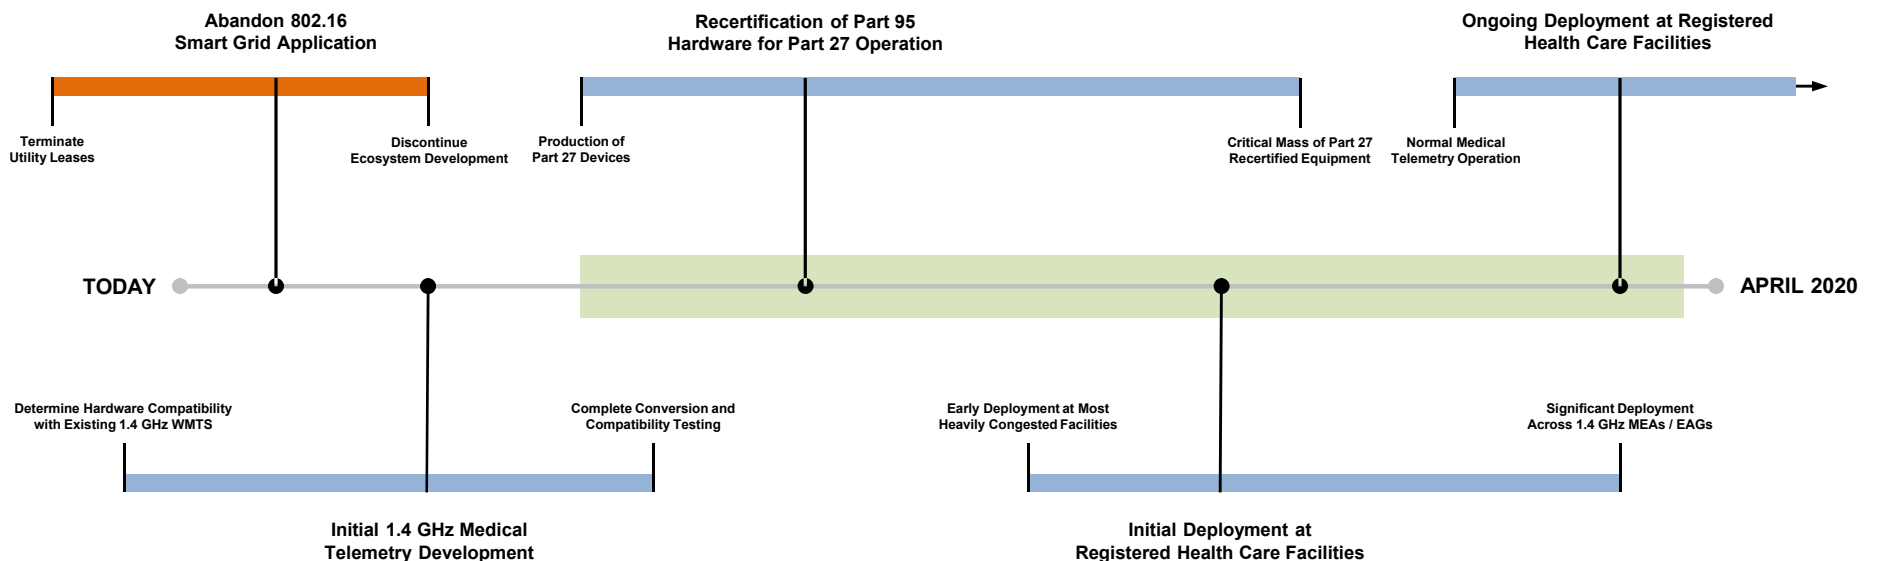 Abandon 802.16
Smart Grid Application
Recertification of Part 95
Hardware for Part 27 Operation
Ongoing Deployment at Registered
Health Care Facilities
Terminate
Utility Leases
Discontinue
Ecosystem Development
Production of
Part 27 Devices
Critical Mass of Part 27
Recertified Equipment
Normal Medical
Telemetry Operation
TODAY
APRIL 2020
Determine Hardware Compatibility
with Existing 1.4 GHz WMTS
Complete Conversion and
Compatibility Testing
Early Deployment at Most
Heavily Congested Facilities
Significant Deployment
Across 1.4 GHz MEAs / EAGs
Initial 1.4 GHz Medical
Telemetry Development
Initial Deployment at
Registered Health Care Facilities